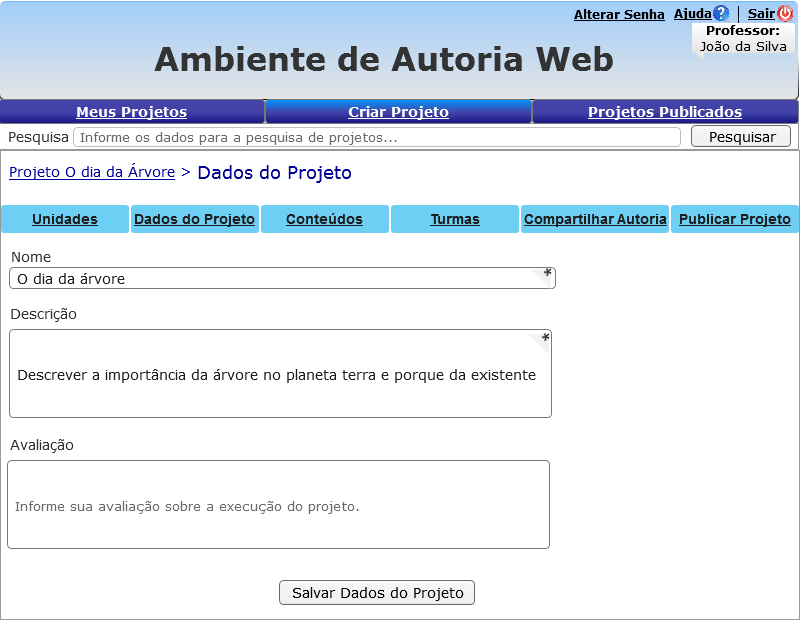 Alterar Senha Ajuda ? Sair
Professor:
João da Silva
Ambiente de Autoria Web
Meus Projetos Criar Projeto Projetos Publicados
Pesquisa Informe os dados para a pesquisa de projetos... Pesquisar
Projeto O dia da Árvore > Dados do Projeto
Unidades Dados do Projeto Conteúdos Turmas Compartilhar Autoria Publicar Projeto
Nome
O dia da árvore *
Descrição
*
Descrever a importância da árvore no planeta terra e porque da existente
Avaliação
Informe sua avaliação sobre a execução do projeto.
Salvar Dados do Projeto